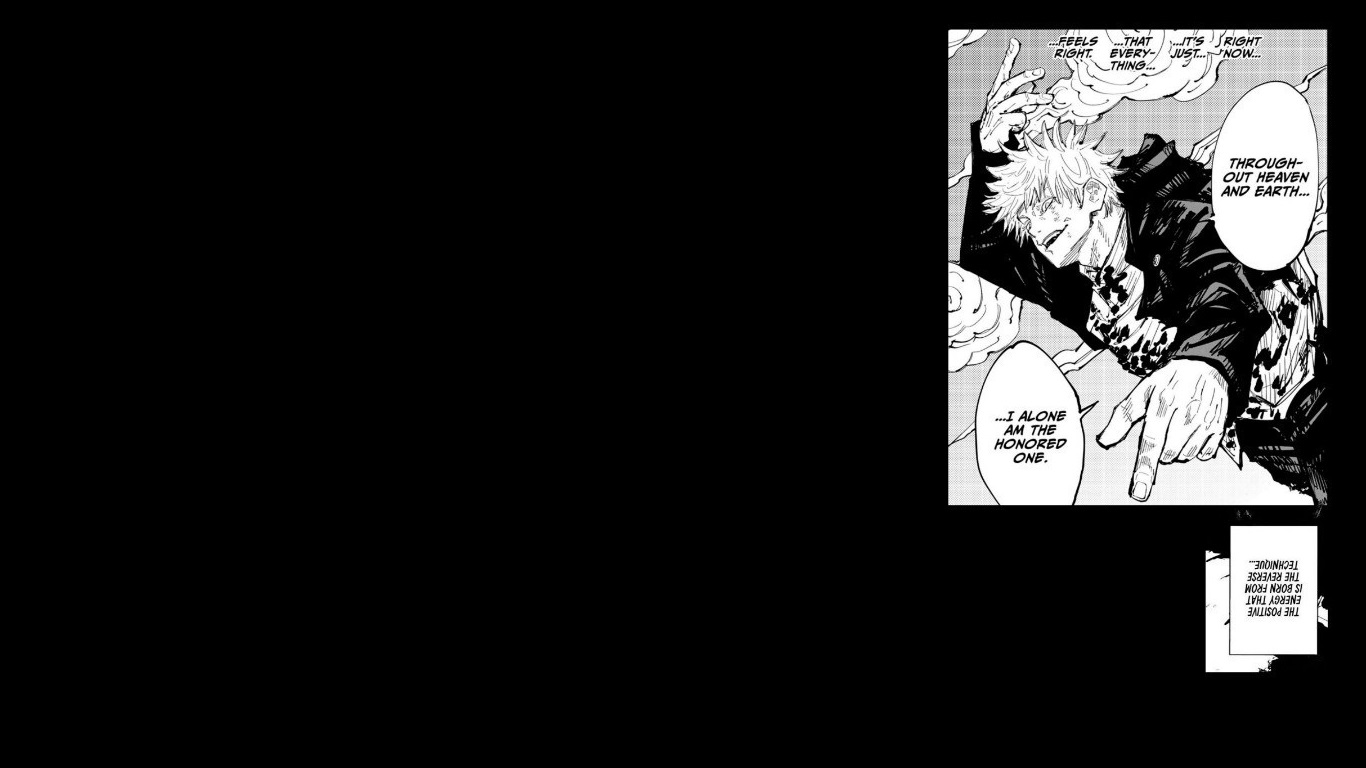 RIGHT
NOW...
...IT'S
JUST...
...THAT
EVERY-
THING...
...FEELS
RIGHT.
THROUGH-
OUT HEAVEN
AND EARTH...
...I ALONE
AM THE
HONORED
ONE.
THE POSITIVE
ENERGY THAT
IS BORN FROM
THE REVERSE
TECHNIQUE...